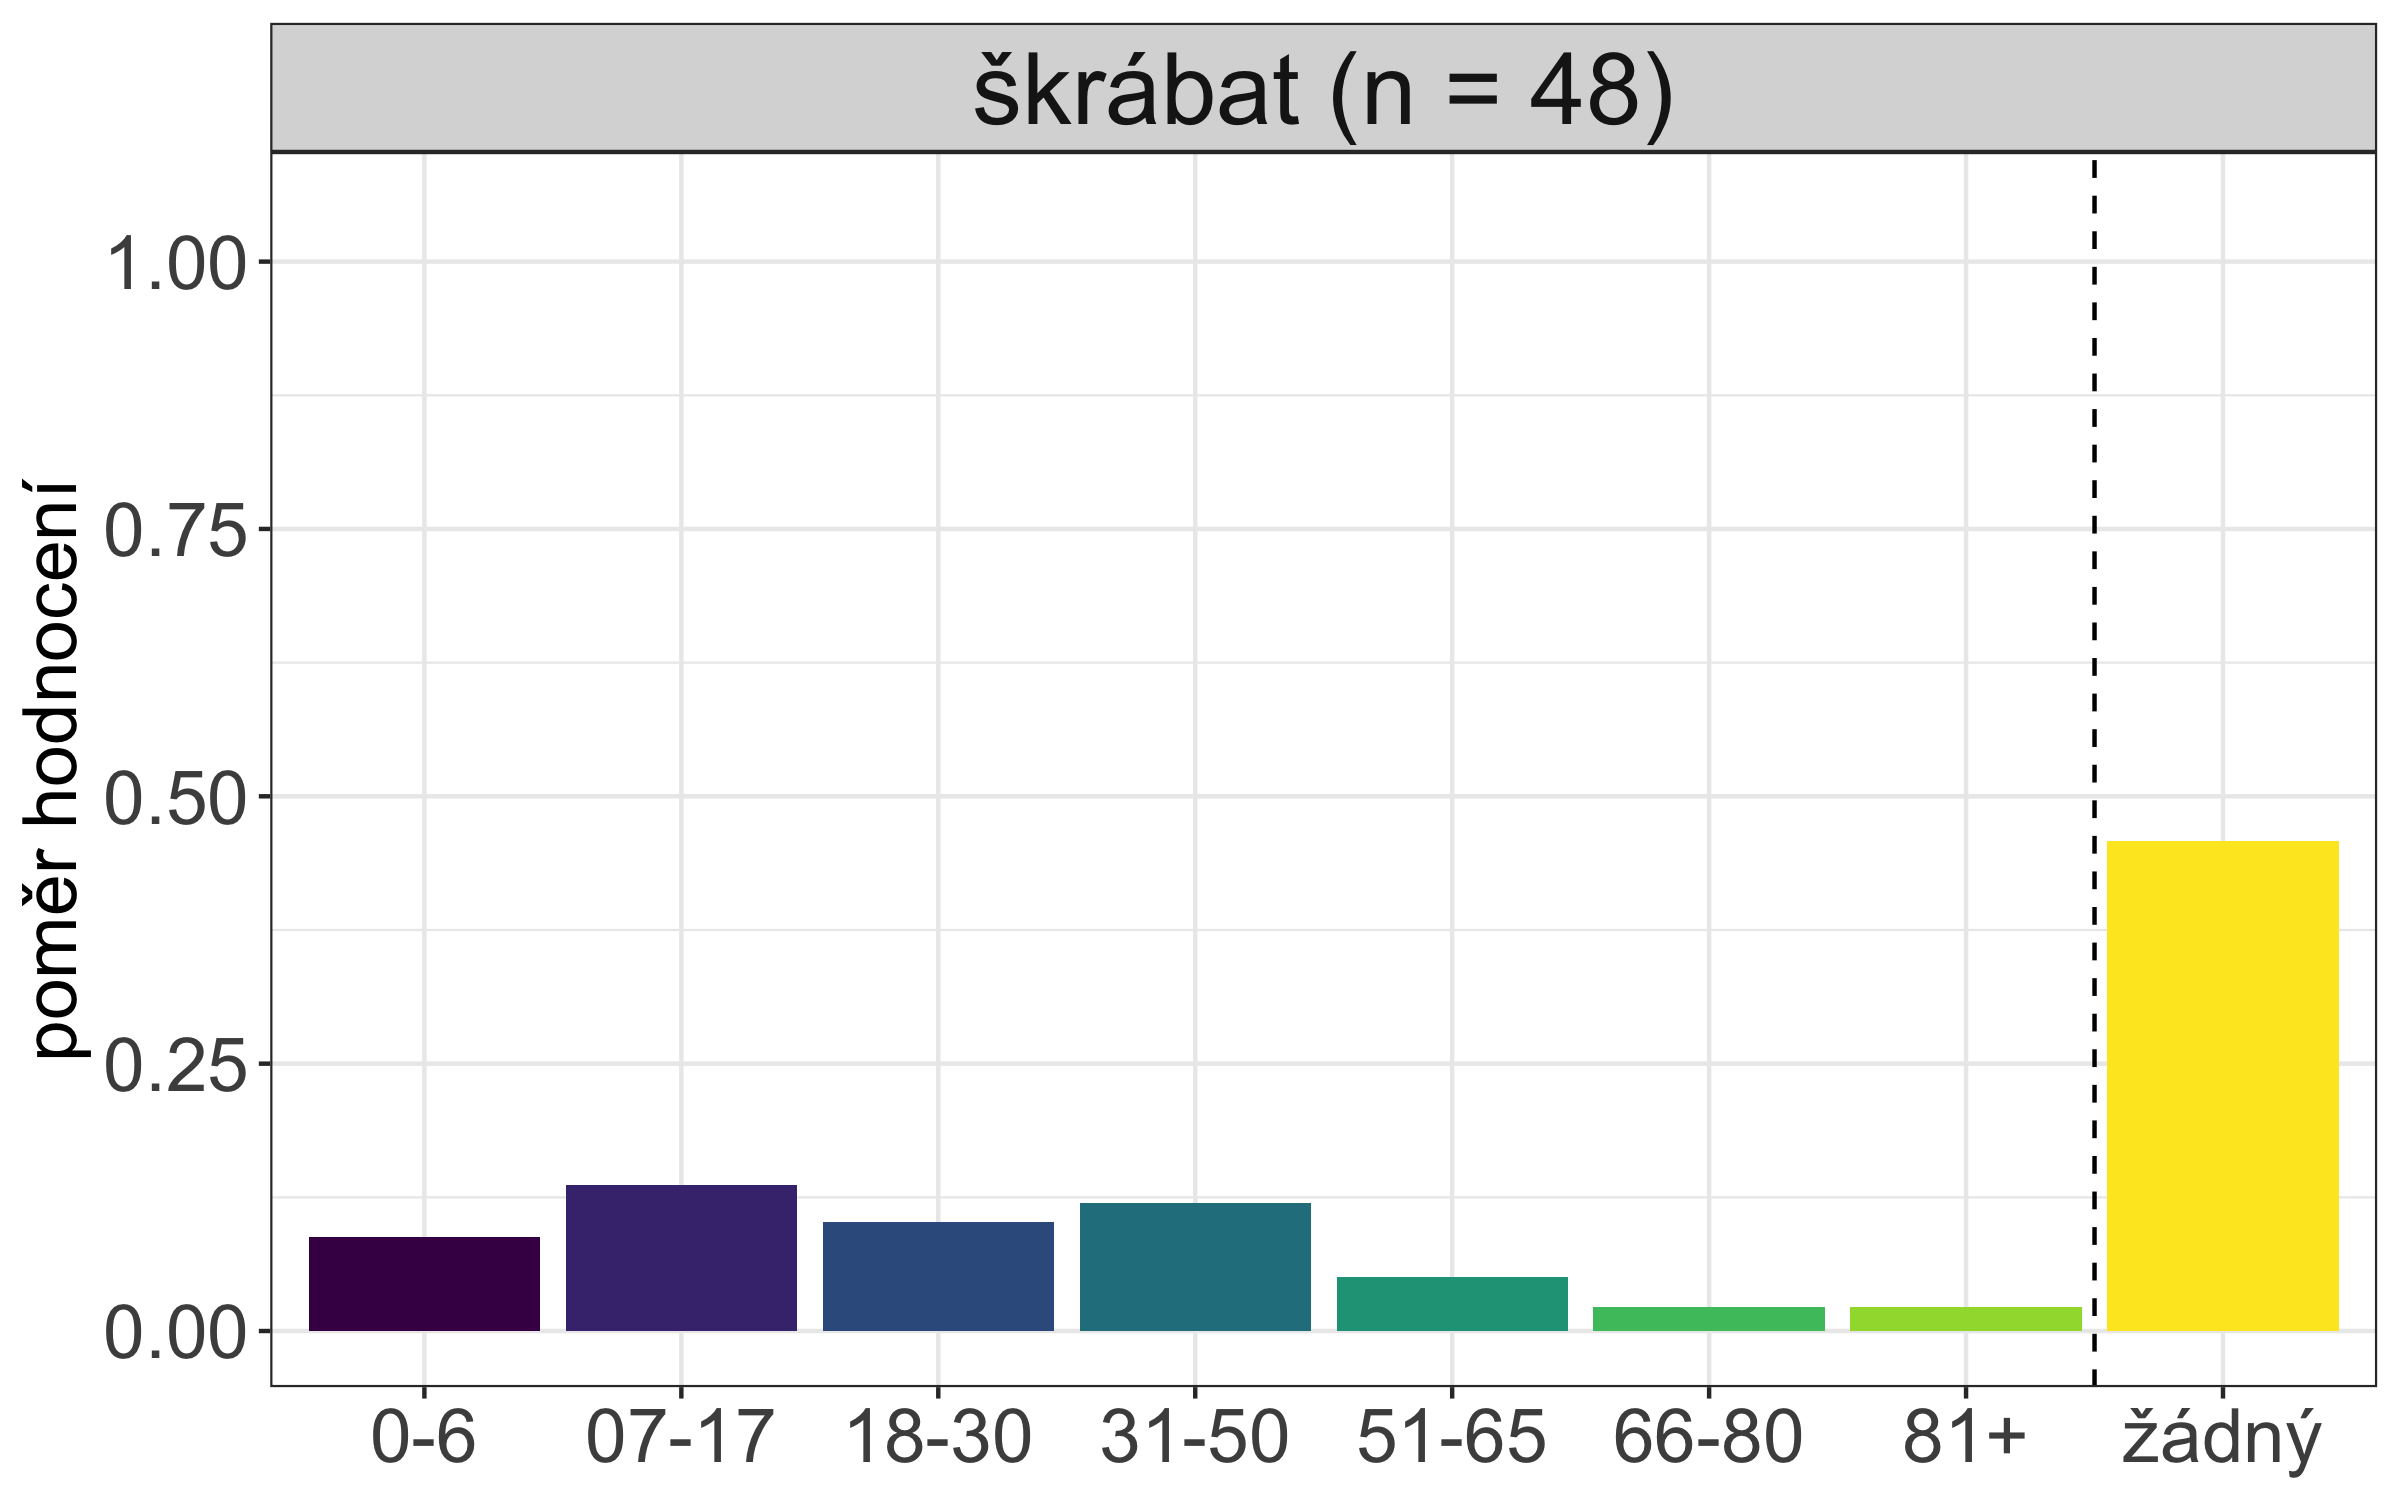 škrábat (n = 48)
poměr hodnocení
1.00
0.75
0.50
0.25
0.00
0-6 07-17 18-30 31-50 51-65 66-80 81+ žádný